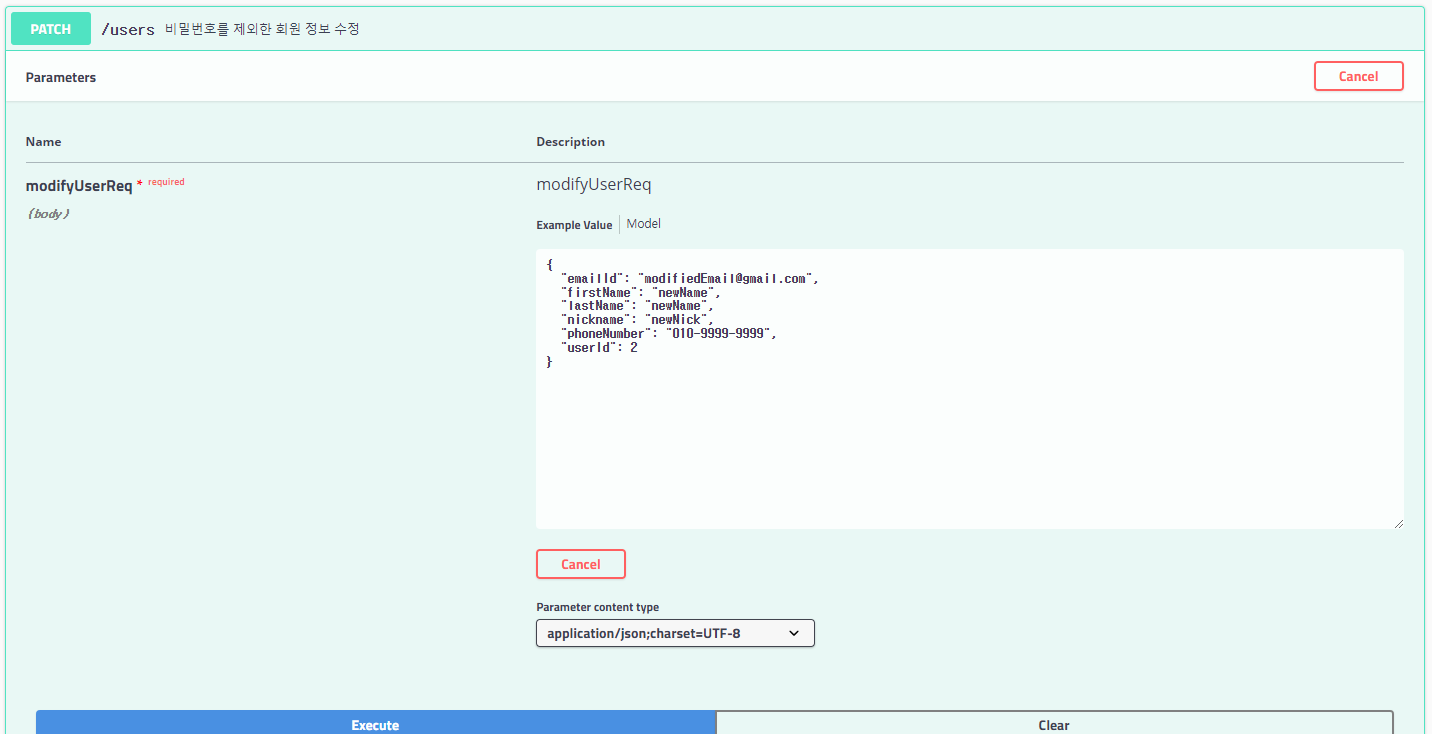 PATCH /users 비밀번호를 제외한 회원 정보 수정
Parameters Cancel
Name Description
modifyUserReq * required modifyUserReq
(body)
Example Value Model
{
"emailId": "modifiedEmail@gmail.com",
"firstName": "newName",
"lastName": "newName",
"nickname": "newNick",
"phoneNumber": "010-9999-9999",
"userId": 2
}
Cancel
Parameter content type
application/json;charset=UTF-8
Execute Clear